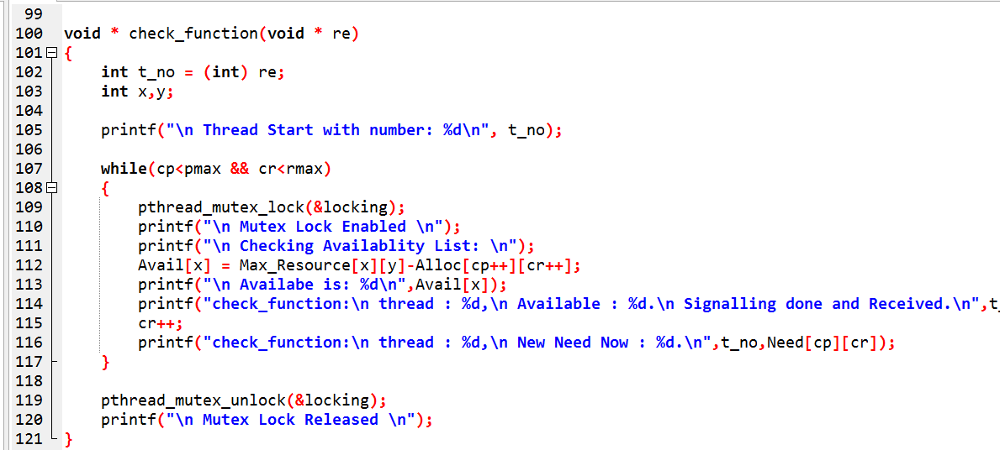 99
100 void * check_function(void * re)
101 {
102 int t_no = (int) re;
103 int x,y;
104
105 printf("\n Thread Start with number: %d\n", t_no);
106
107 while(cp<pmax && cr<rmax)
108 {
109 pthread_mutex_lock(&locking);
110 printf("\n Mutex Lock Enabled \n");
111 printf("\n Checking Availablity List: \n");
112 Avail[x] = Max_Resource[x][y]-Alloc[cp++][cr++];
113 printf("\n Availabe is: %d\n",Avail[x]);
114 printf("check_function:\n thread : %d,\n Available : %d.\n Signalling done and Received.\n",t_
115 cr++;
116 printf("check_function:\n thread : %d,\n New Need Now : %d.\n",t_no,Need[cp][cr]);
117 }
118
119 pthread_mutex_unlock(&locking);
120 printf("\n Mutex Lock Released \n");
121 }